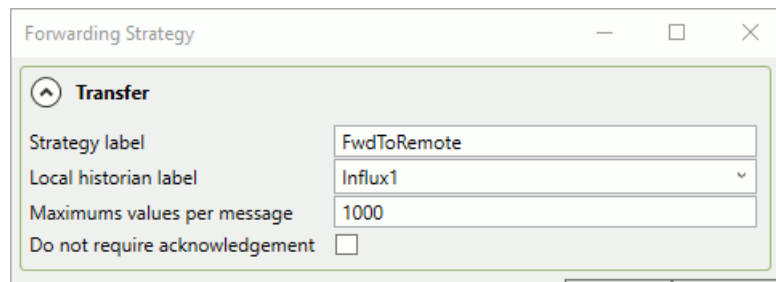 Forwarding Strategy
Transfer
Strategy label FwdToRemote
Local historian label Influx1
Maximums values per message 1000
Do not require acknowledgement